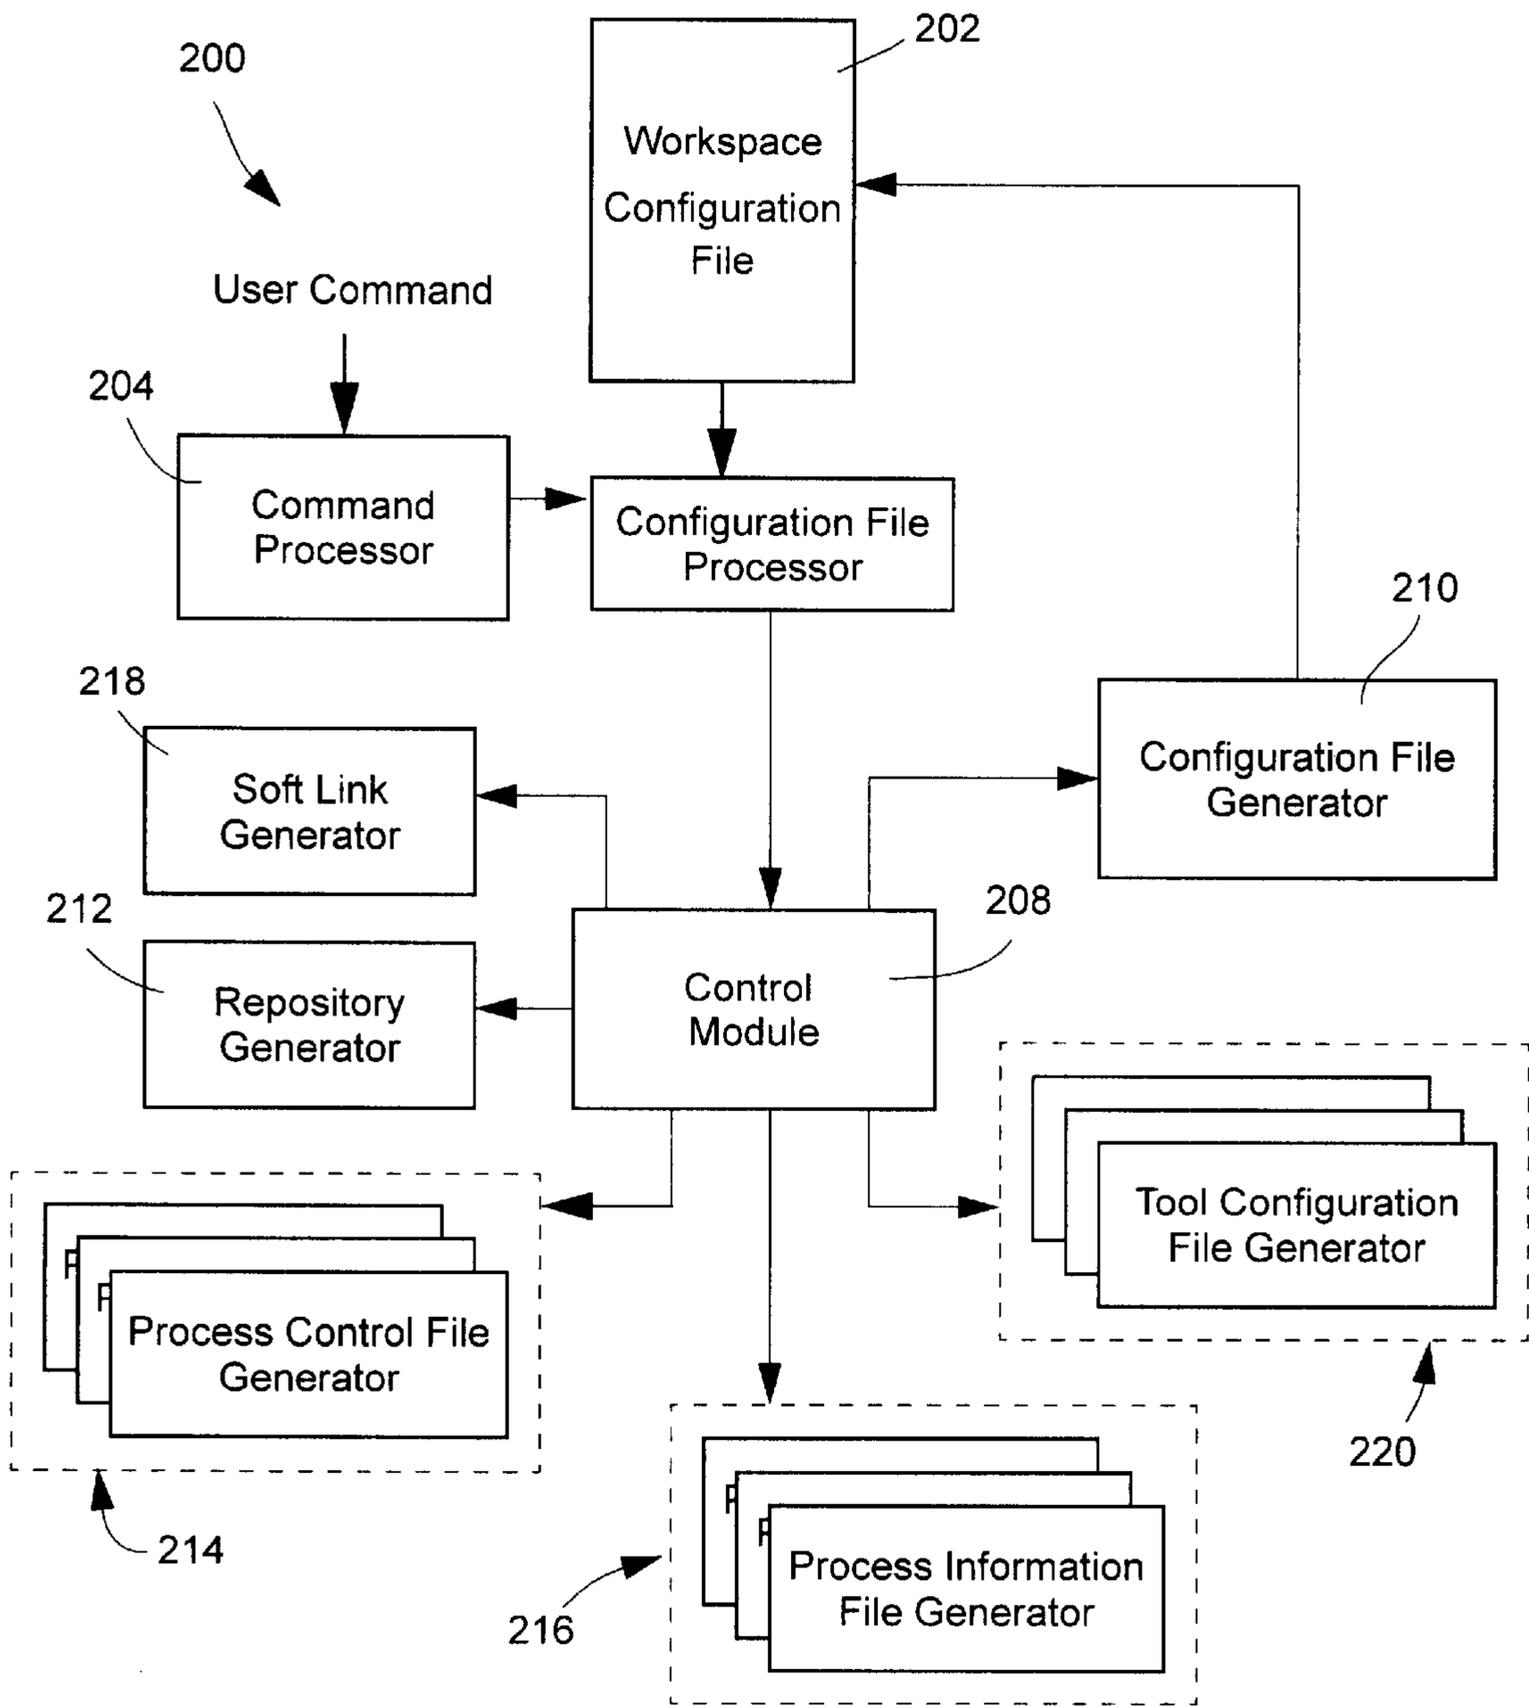 200
202
Workspace
Configuration
File
User Command
204
Command
Processor
Configuration File
Processor
210
218
Configuration File
Generator
Soft Link
Generator
212
208
Repository
Generator
Control
Module
Tool Configuration
File Generator
Process Control File
Generator
220
214
Process Information
File Generator
216